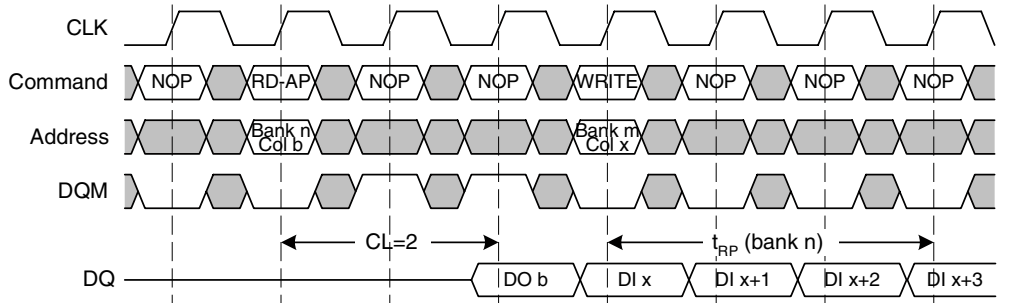 CLK
Command NOP RD-AP NOP NOP WRITE NOP NOP NOP
Address Bank n Col b Bank m Col x
DQM
CL=2 tRP (bank n)
DQ DO b DI x DI x+1 DI x+2 DI x+3